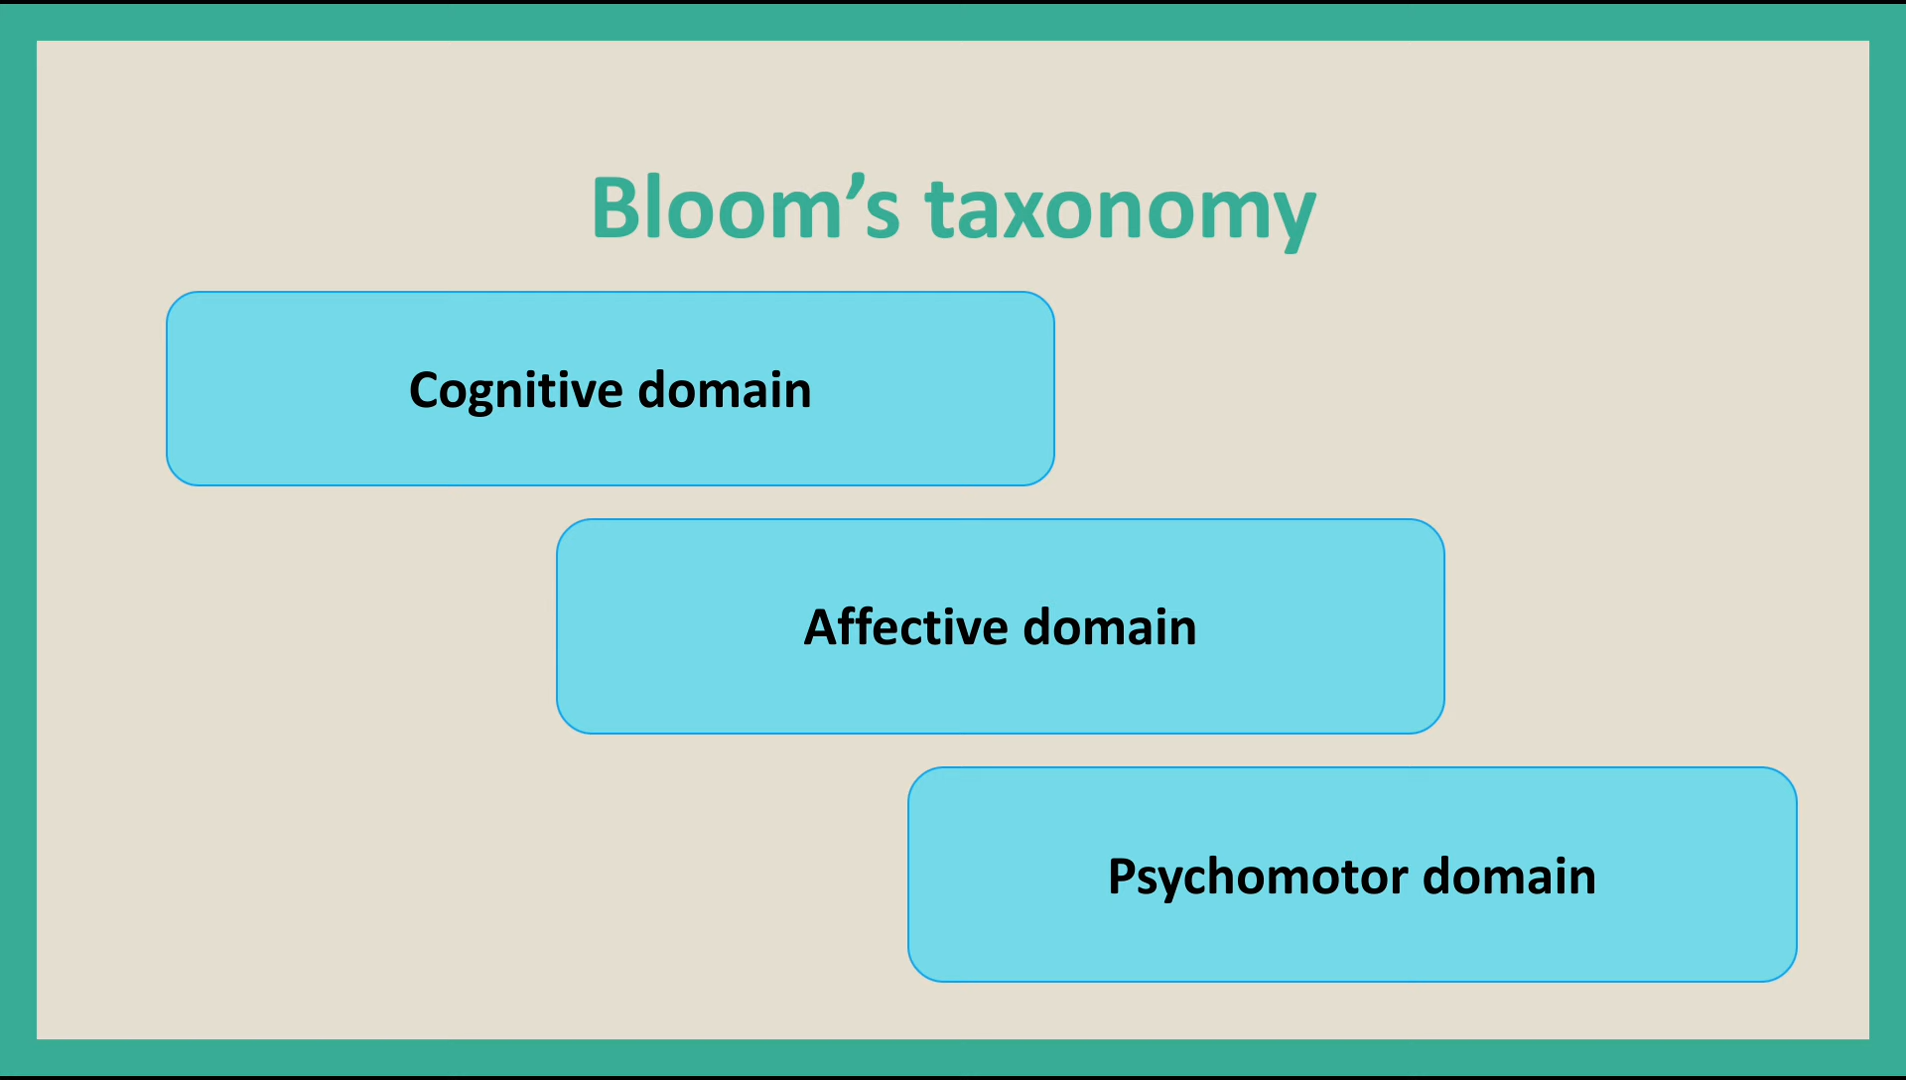 Bloom’s taxonomy
Cognitive domain
Affective domain
Psychomotor domain